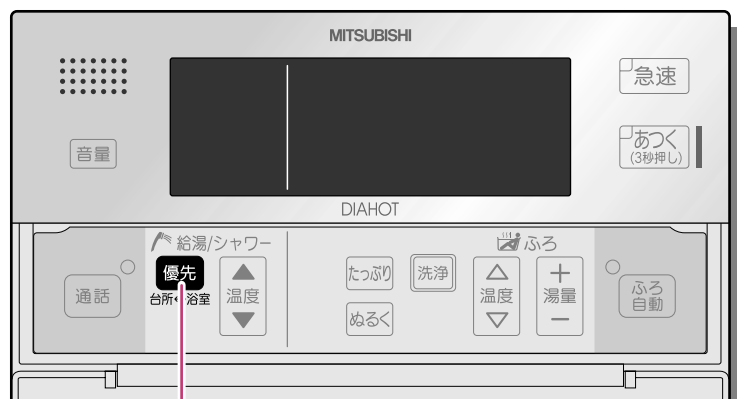 MITSUBISHI
急速
音量
あつく
(3秒押し)
DIAHOT
給湯/シャワー
ふろ
通話
優先
台所⇔浴室
温度
たっぷり
洗浄
ぬるく
温度
湯量
ふろ
自動